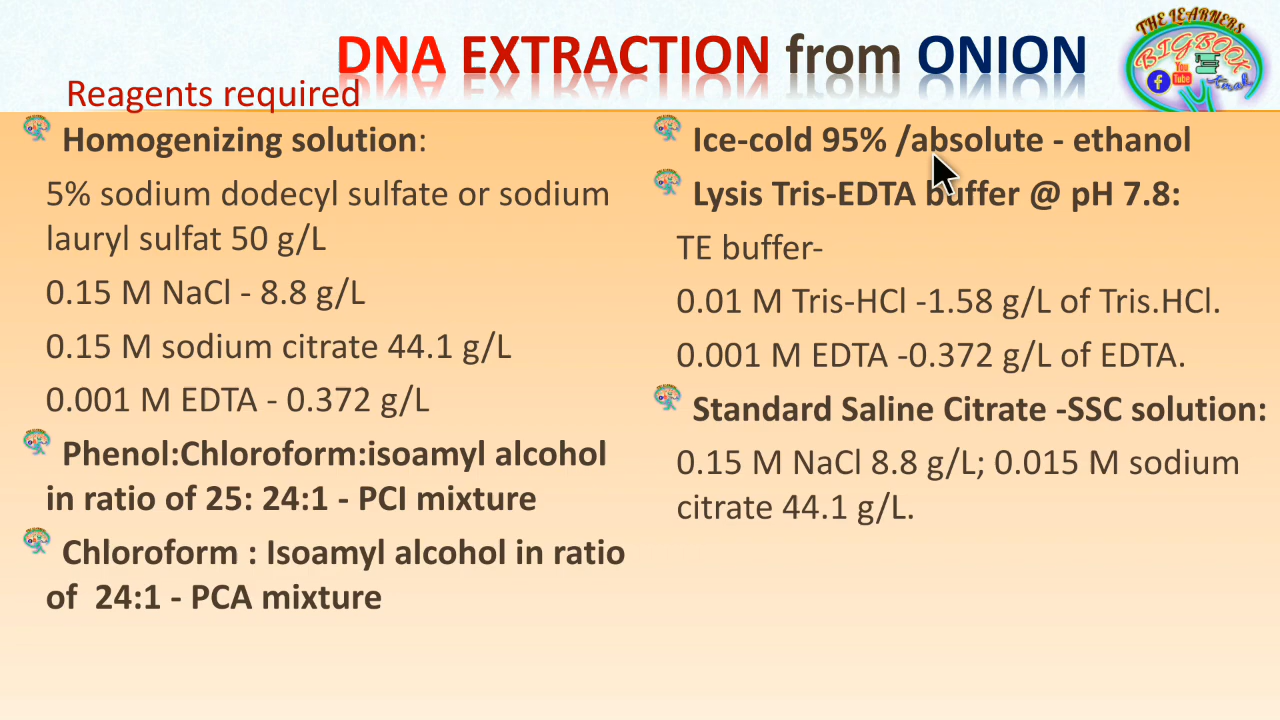 DNA EXTRACTION from ONION
Reagents required
THE LEARNERS
BIGBOOK
You
Tube
Homogenizing solution:
5% sodium dodecyl sulfate or sodium
lauryl sulfat 50 g/L
0.15 M NaCl - 8.8 g/L
0.15 M sodium citrate 44.1 g/L
0.001 M EDTA - 0.372 g/L
Phenol:Chloroform:isoamyl alcohol
in ratio of 25: 24:1 - PCI mixture
Chloroform : Isoamyl alcohol in ratio
of 24:1 - PCA mixture
Ice-cold 95% /absolute - ethanol
Lysis Tris-EDTA buffer @ pH 7.8:
TE buffer-
0.01 M Tris-HCl -1.58 g/L of Tris.HCl.
0.001 M EDTA -0.372 g/L of EDTA.
Standard Saline Citrate -SSC solution:
0.15 M NaCl 8.8 g/L; 0.015 M sodium
citrate 44.1 g/L.